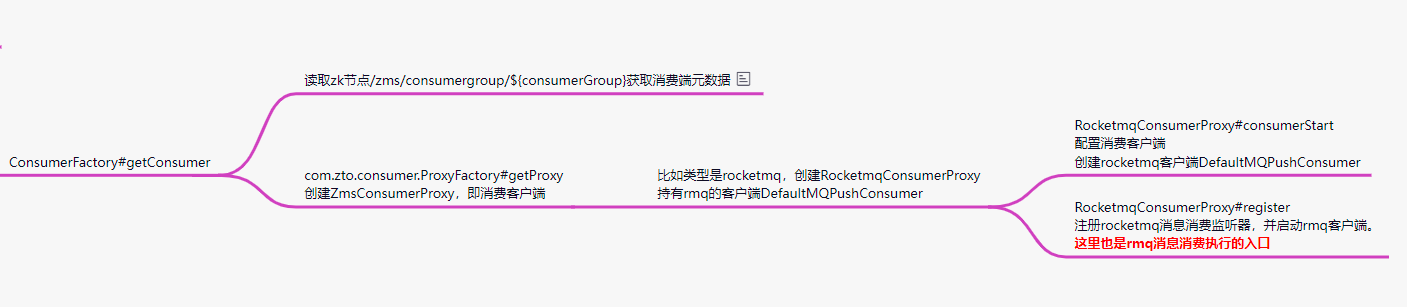 读取zk节点/zms/consumergroup/${consumerGroup}获取消费端元数据
ConsumerFactory#getConsumer
com.zto.consumer.ProxyFactory#getProxy
创建ZmsConsumerProxy，即消费客户端
比如类型是rocketmq，创建RocketmqConsumerProxy
持有rmq的客户端DefaultMQPushConsumer
RocketmqConsumerProxy#consumerStart
配置消费客户端
创建rocketmq客户端DefaultMQPushConsumer
RocketmqConsumerProxy#register
注册rocketmq消息消费监听器，并启动rmq客户端。
这里也是rmq消息消费执行的入口